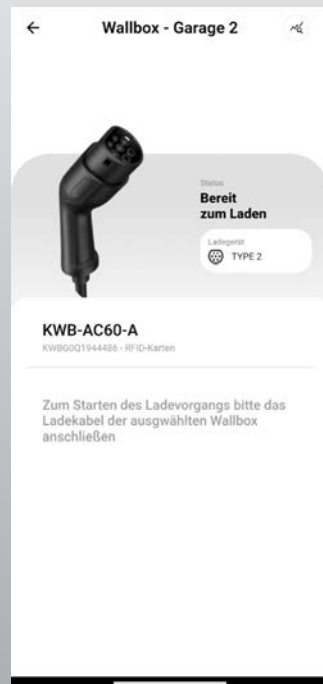 Wallbox - Garage 2
Status
Bereit
zum Laden
Ladegerät
TYPE 2
KWB-AC60-A
KWBG0Q1944486 - RFID-Karten
Zum Starten des Ladevorgangs bitte das
Ladekabel der ausgwählten Wallbox
anschließen